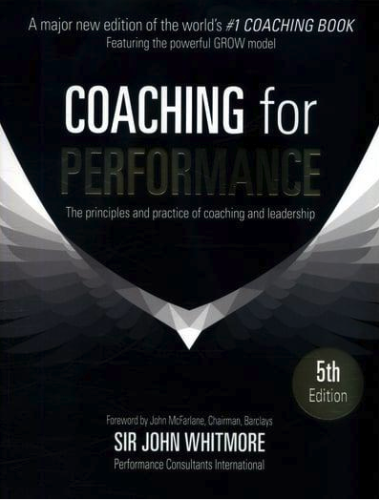 A major new edition of the world's #1 COACHING BOOK
Featuring the powerful GROW model
COACHING for
PERFORMANCE
The principles and practice of coaching and leadership
5th
Edition
Foreword by John McFarlane, Chairman, Barclays
SIR JOHN WHITMORE
Performance Consultants International